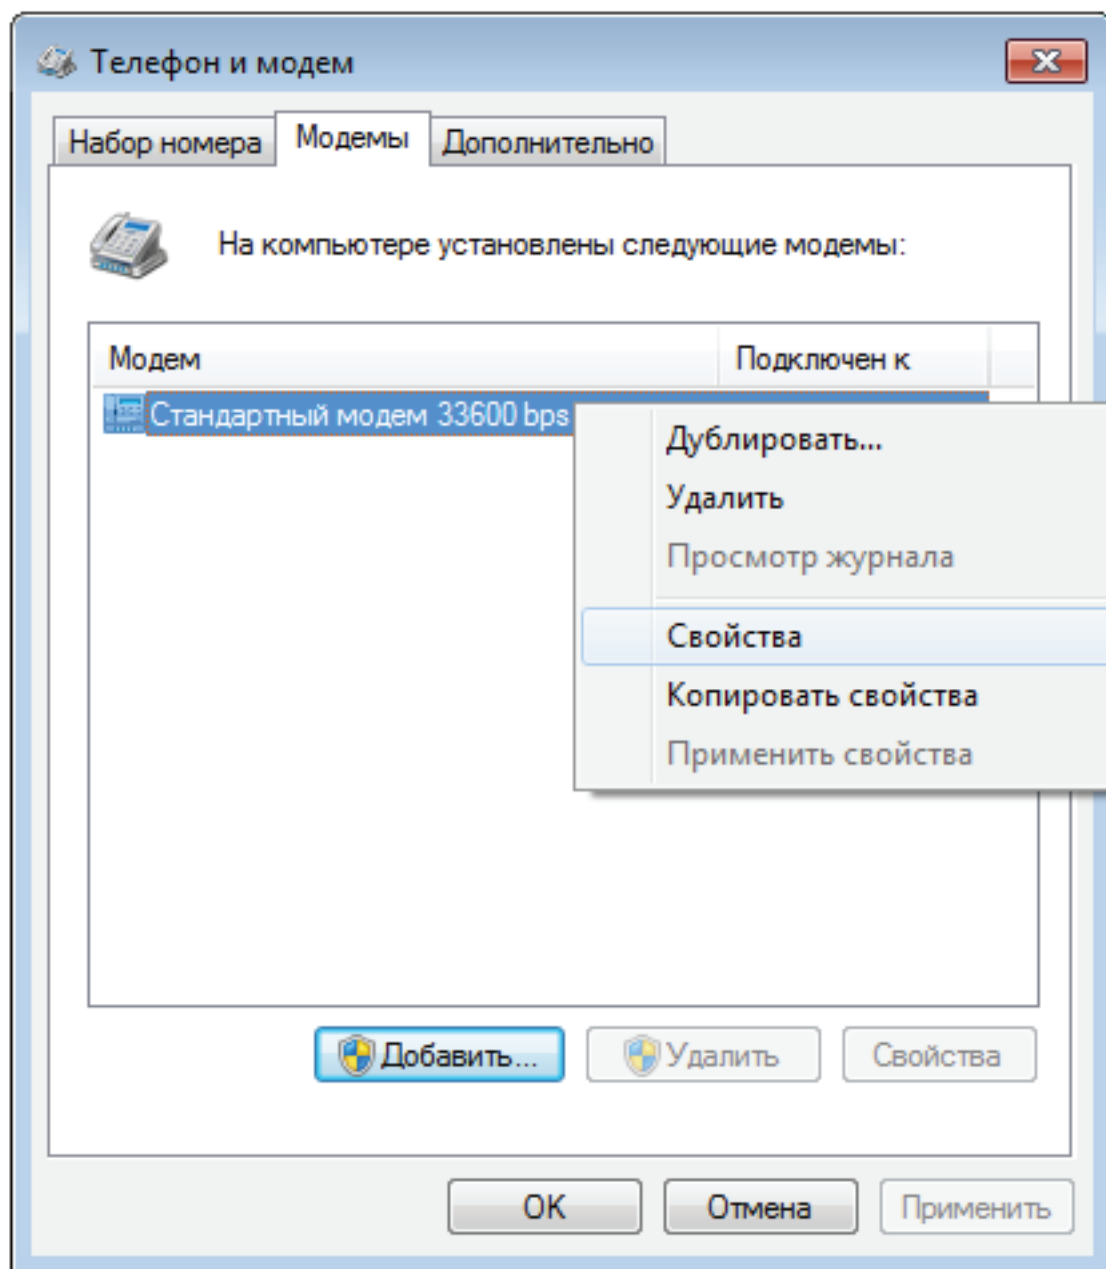 Телефон и модем
Набор номера Модемы Дополнительно
На компьютере установлены следующие модемы:
Модем Подключен к
Стандартный модем 33600 bps
Дублировать...
Удалить
Просмотр журнала
Свойства
Копировать свойства
Применить свойства
Добавить... Удалить Свойства
OK Отмена Применить